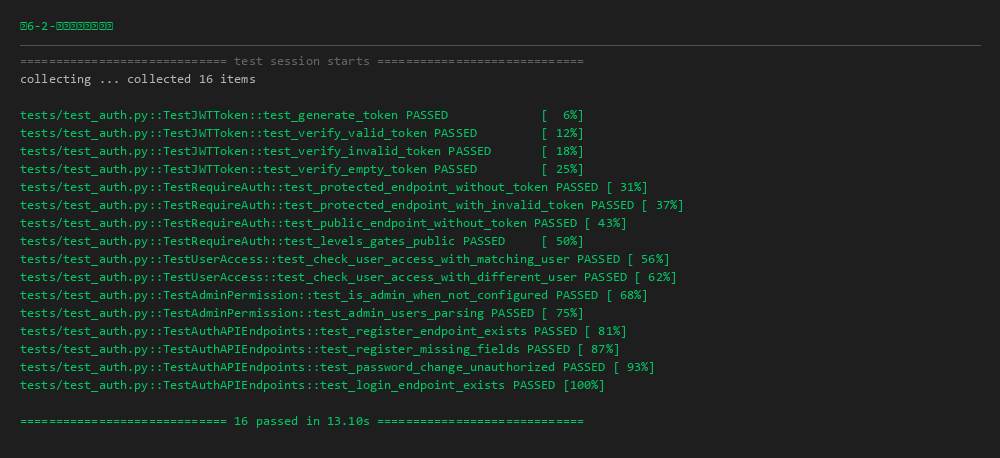 6-2-
============================= test session starts =============================
collecting ... collected 16 items
tests/test_auth.py::TestJWTToken::test_generate_token PASSED             [  6%]
tests/test_auth.py::TestJWTToken::test_verify_valid_token PASSED         [ 12%]
tests/test_auth.py::TestJWTToken::test_verify_invalid_token PASSED       [ 18%]
tests/test_auth.py::TestJWTToken::test_verify_empty_token PASSED         [ 25%]
tests/test_auth.py::TestRequireAuth::test_protected_endpoint_without_token PASSED [ 31%]
tests/test_auth.py::TestRequireAuth::test_protected_endpoint_with_invalid_token PASSED [ 37%]
tests/test_auth.py::TestRequireAuth::test_public_endpoint_without_token PASSED [ 43%]
tests/test_auth.py::TestRequireAuth::test_levels_gates_public PASSED     [ 50%]
tests/test_auth.py::TestUserAccess::test_check_user_access_with_matching_user PASSED [ 56%]
tests/test_auth.py::TestUserAccess::test_check_user_access_with_different_user PASSED [ 62%]
tests/test_auth.py::TestAdminPermission::test_is_admin_when_not_configured PASSED [ 68%]
tests/test_auth.py::TestAdminPermission::test_admin_users_parsing PASSED [ 75%]
tests/test_auth.py::TestAuthAPIEndpoints::test_register_endpoint_exists PASSED [ 81%]
tests/test_auth.py::TestAuthAPIEndpoints::test_register_missing_fields PASSED [ 87%]
tests/test_auth.py::TestAuthAPIEndpoints::test_password_change_unauthorized PASSED [ 93%]
tests/test_auth.py::TestAuthAPIEndpoints::test_login_endpoint_exists PASSED [100%]
============================= 16 passed in 13.10s =============================